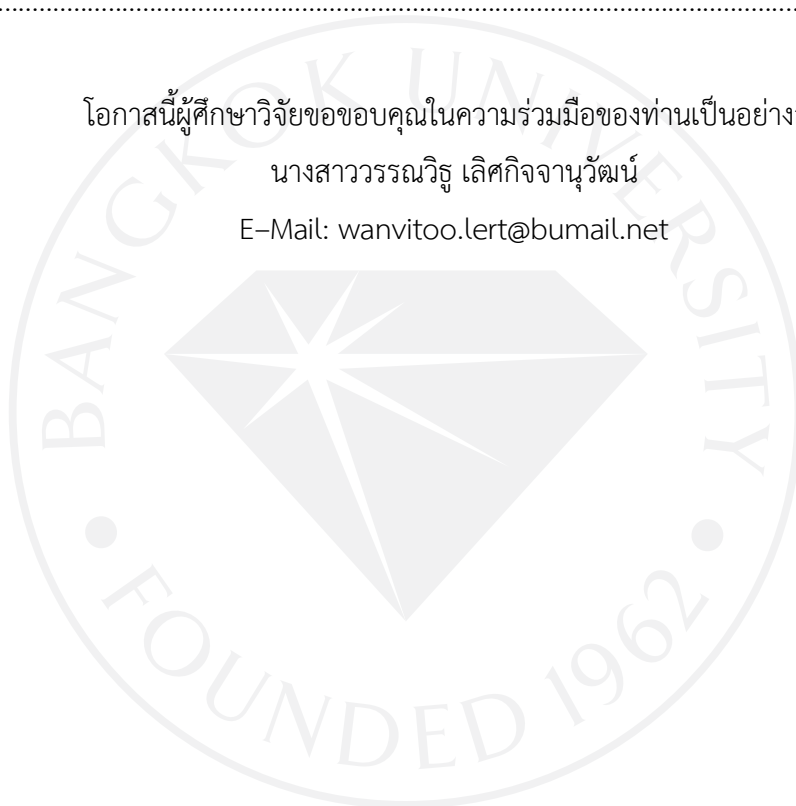 โอกาสนี้ผู้ศึกษาวิจัยขอขอบคุณในความร่วมมือของท่านเป็นอย่าง
นางสาววรรณวิธู เลิศกิจจานุวัฒน์
E–Mail: wanvitoo.lert@bumail.net
BANGKOK UNIVERSITY
FOUNDED 1962